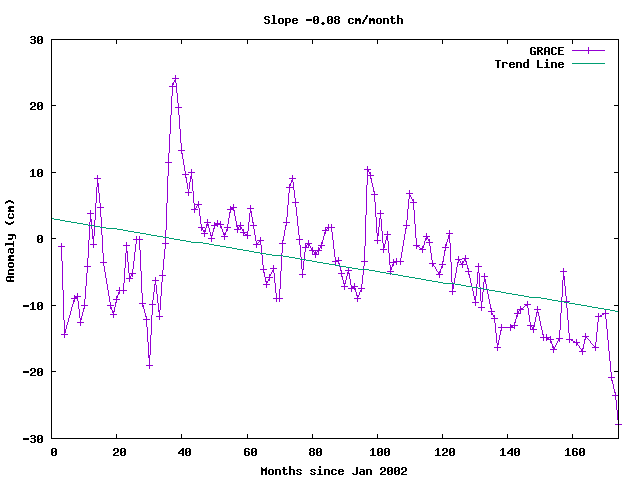 Slope -0.08 cm/month
GRACE
Trend Line
30
20
10
0
-10
-20
-30
Anomaly (cm)
0 20 40 60 80 100 120 140 160
Months since Jan 2002